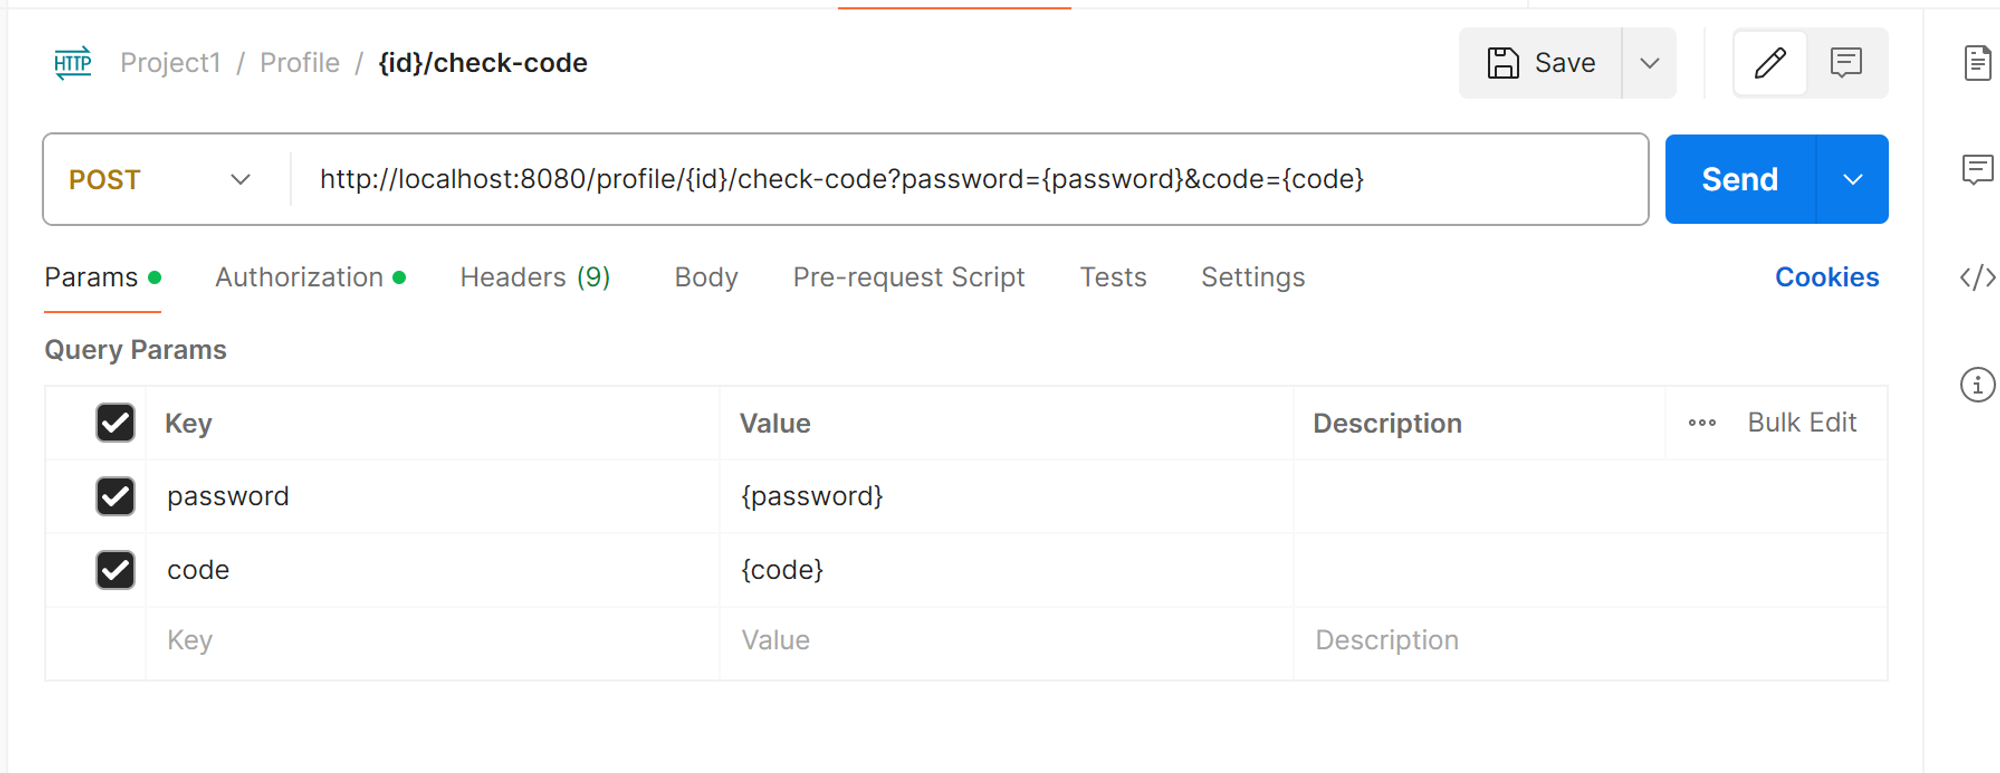 HTTP Project1 / Profile / {id}/check-code Save
POST http://localhost:8080/profile/{id}/check-code?password={password}&code={code} Send
Params Authorization Headers (9) Body Pre-request Script Tests Settings Cookies
Query Params
Key Value Description Bulk Edit
password {password}
code {code}
Key Value Description